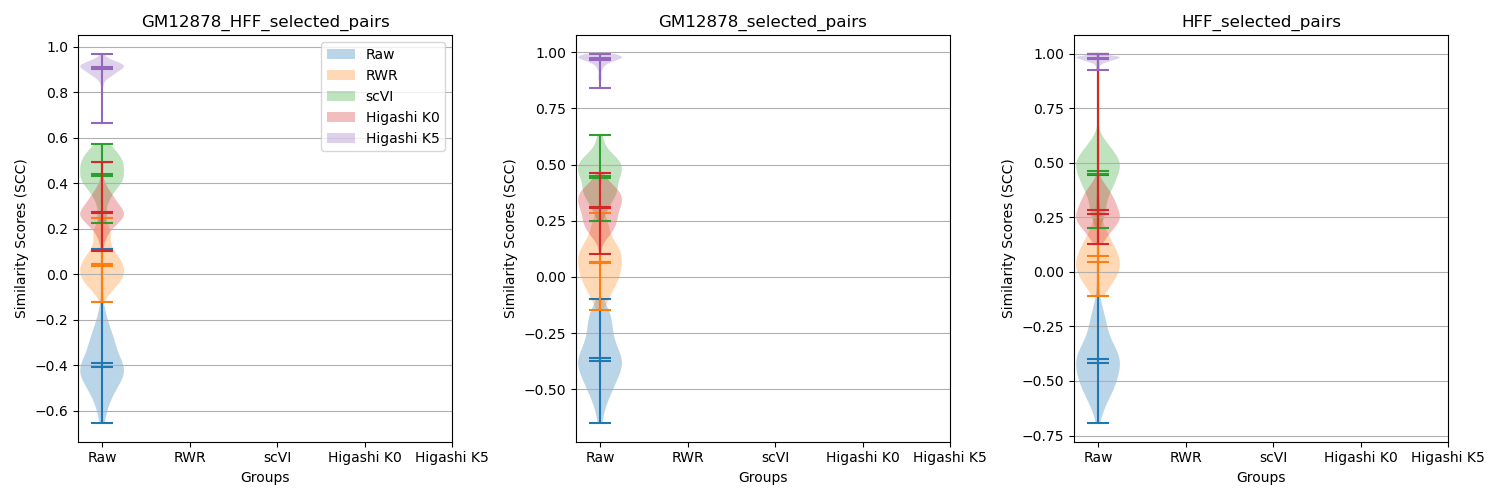 GM12878_HFF_selected_pairs
1.0
0.8
0.6
0.4
0.2
0.0
−0.2
−0.4
−0.6
Similarity Scores (SCC)
Raw
RWR
scVI
Higashi K0
Higashi K5
Raw RWR scVI Higashi K0 Higashi K5
Groups
GM12878_selected_pairs
1.00
0.75
0.50
0.25
0.00
−0.25
−0.50
Similarity Scores (SCC)
Raw RWR scVI Higashi K0 Higashi K5
Groups
HFF_selected_pairs
1.00
0.75
0.50
0.25
0.00
−0.25
−0.50
−0.75
Similarity Scores (SCC)
Raw RWR scVI Higashi K0 Higashi K5
Groups